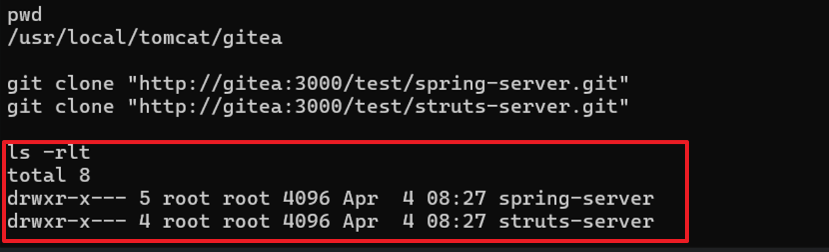 pwd
/usr/local/tomcat/gitea
git clone "http://gitea:3000/test/spring-server.git"
git clone "http://gitea:3000/test/struts-server.git"
ls -rlt
total 8
drwxr-x--- 5 root root 4096 Apr  4 08:27 spring-server
drwxr-x--- 4 root root 4096 Apr  4 08:27 struts-server